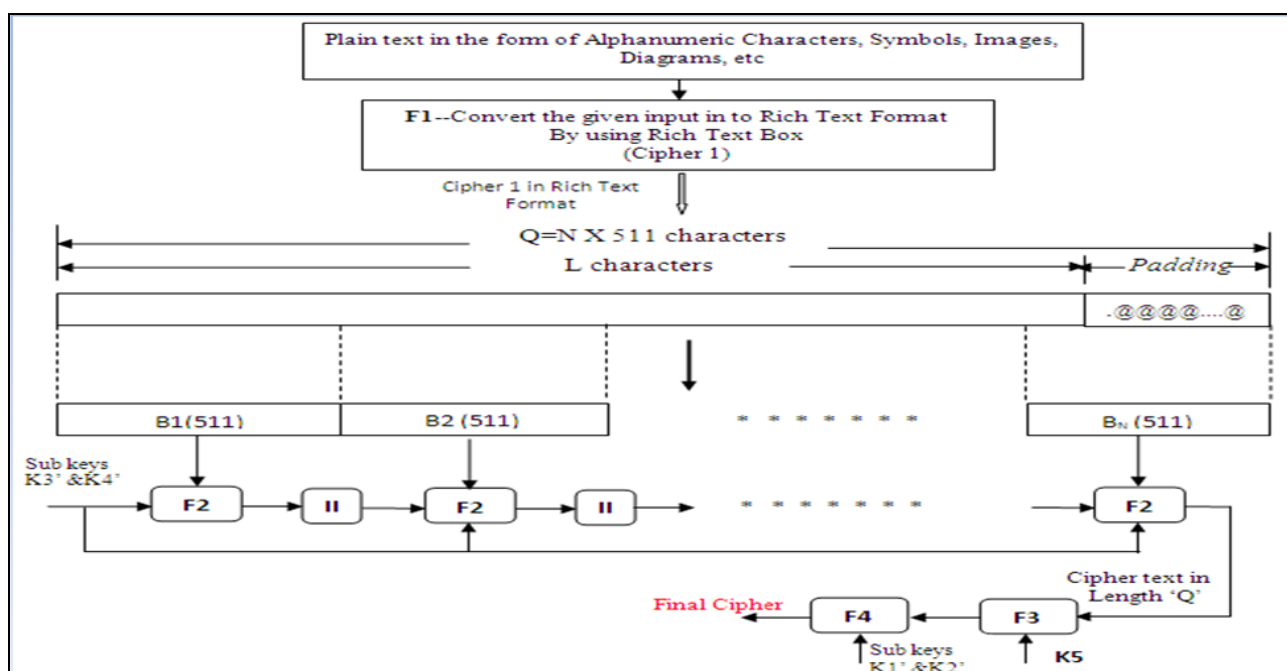 Plain text in the form of Alphanumeric Characters, Symbols, Images,
Diagrams, etc
F1--Convert the given input in to Rich Text Format
By using Rich Text Box
(Cipher 1)
Cipher 1 in Rich Text
Format
Q=N X 511 characters
L characters
Padding
.@@@@....@
B1(511)
B2 (511)
* * * * * * *
BN (511)
Sub keys
K3’ &K4’
F2
II
F2
II
* * * * * * *
F2
Cipher text in
Length ‘Q’
Final Cipher
F4
F3
Sub keys
K1’ & K2’
K5